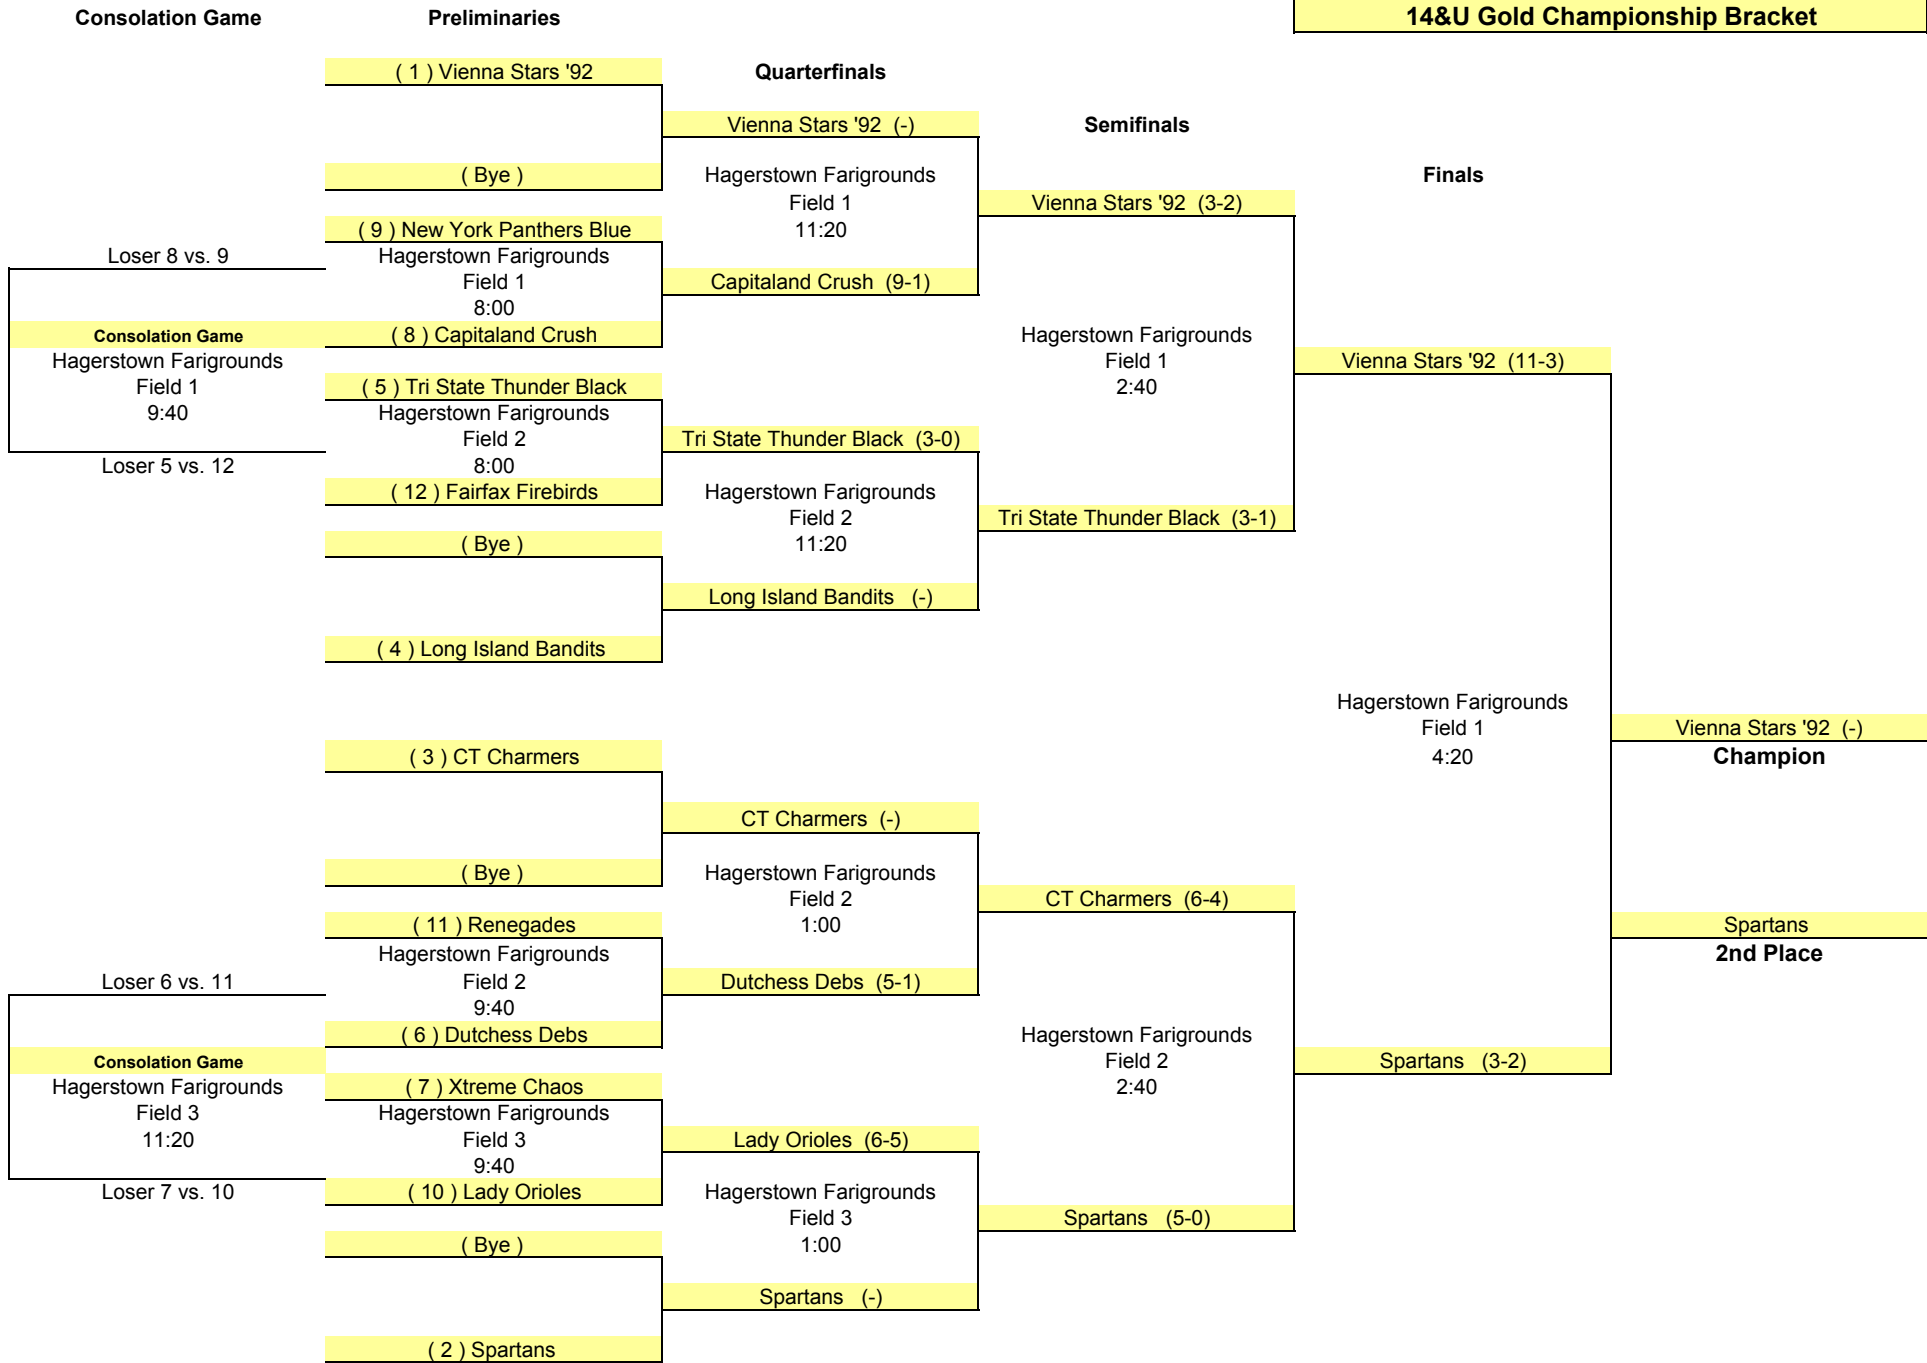 14&U Gold Championship Bracket
Consolation Game
Preliminaries
( 1 ) Vienna Stars '92
Quarterfinals
Vienna Stars '92 (-)
Semifinals
( Bye )
Hagerstown Farigrounds
Field 1
11:20
Finals
Vienna Stars '92 (3-2)
( 9 ) New York Panthers Blue
Loser 8 vs. 9
Hagerstown Farigrounds
Field 1
8:00
Capitaland Crush (9-1)
Consolation Game
( 8 ) Capitaland Crush
Hagerstown Farigrounds
Field 1
9:40
Hagerstown Farigrounds
Field 1
2:40
Vienna Stars '92 (11-3)
( 5 ) Tri State Thunder Black
Hagerstown Farigrounds
Field 2
8:00
Tri State Thunder Black (3-0)
Loser 5 vs. 12
( 12 ) Fairfax Firebirds
Hagerstown Farigrounds
Field 2
11:20
Tri State Thunder Black (3-1)
( Bye )
Long Island Bandits (-)
( 4 ) Long Island Bandits
Hagerstown Farigrounds
Field 1
4:20
Vienna Stars '92 (-)
Champion
( 3 ) CT Charmers
CT Charmers (-)
( Bye )
Hagerstown Farigrounds
Field 2
1:00
CT Charmers (6-4)
( 11 ) Renegades
Spartans
2nd Place
Hagerstown Farigrounds
Field 2
9:40
Loser 6 vs. 11
Dutchess Debs (5-1)
( 6 ) Dutchess Debs
Hagerstown Farigrounds
Field 2
2:40
Consolation Game
Hagerstown Farigrounds
Field 3
11:20
Spartans (3-2)
( 7 ) Xtreme Chaos
Hagerstown Farigrounds
Field 3
9:40
Lady Orioles (6-5)
Loser 7 vs. 10
( 10 ) Lady Orioles
Hagerstown Farigrounds
Field 3
1:00
Spartans (5-0)
( Bye )
Spartans (-)
( 2 ) Spartans